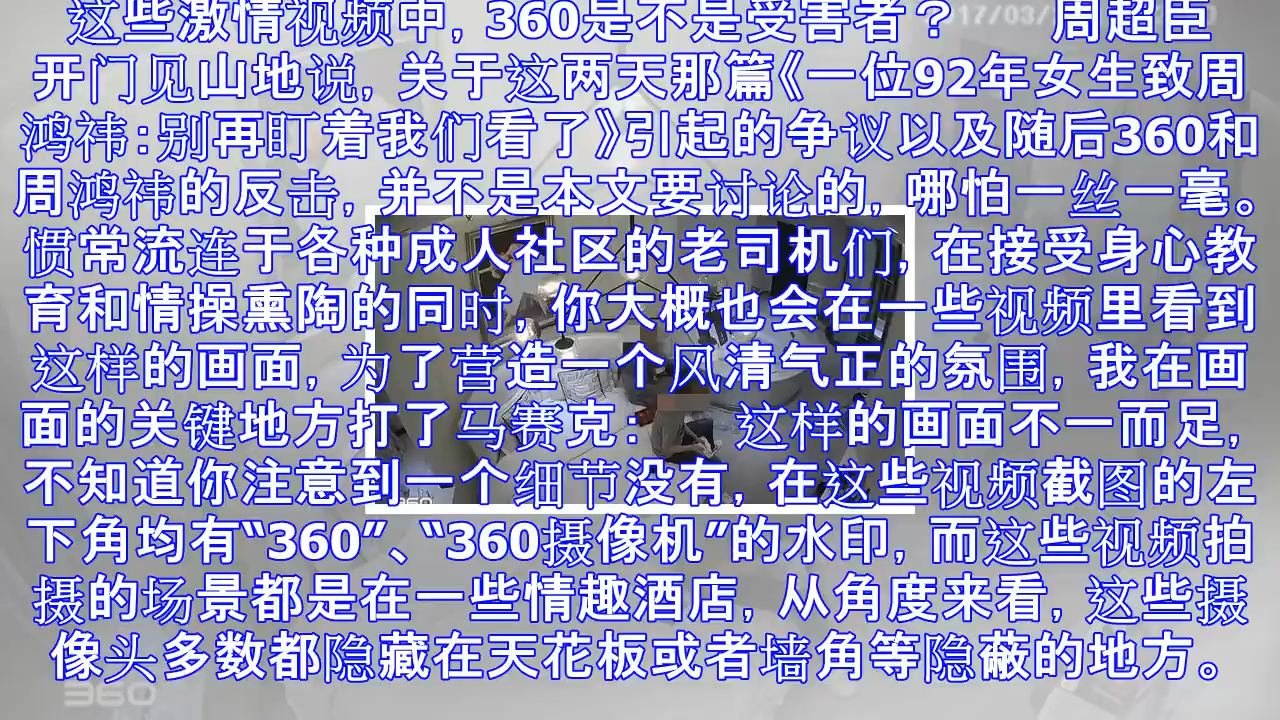 这些激情视频中，360是不是受害者？ 周超臣
17/03/
开门见山地说，关于这两天那篇《一位92年女生致周
鸿祎：别再盯着我们看了》引起的争议以及随后360和
周鸿祎的反击，并不是本文要讨论的，哪怕一丝一毫。
惯常流连于各种成人社区的老司机们，在接受身心教
育和情操熏陶的同时，你大概也会在一些视频里看到
这样的画面，为了营造一个风清气正的氛围，我在画
面的关键地方打了马赛克： 这样的画面不一而足，
不知道你注意到一个细节没有，在这些视频截图的左
下角均有“360”、“360摄像机”的水印，而这些视频拍
摄的场景都是在一些情趣酒店，从角度来看，这些摄
像头多数都隐藏在天花板或者墙角等隐蔽的地方。
360